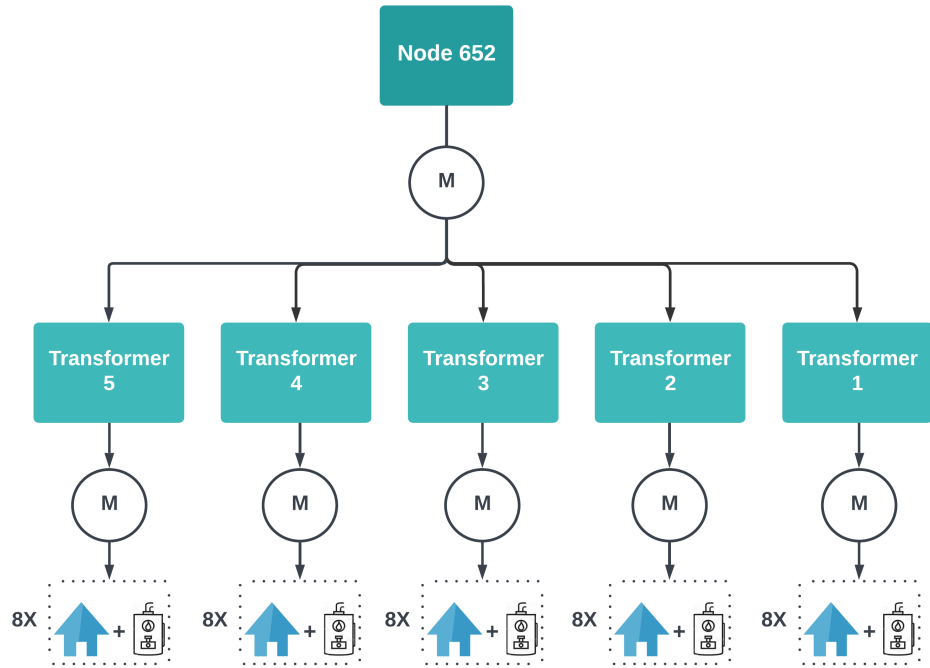 Node 652
M
Transformer
5
Transformer
4
Transformer
3
Transformer
2
Transformer
1
M
M
M
M
M
8X
+
8X
+
8X
+
8X
+
8X
+